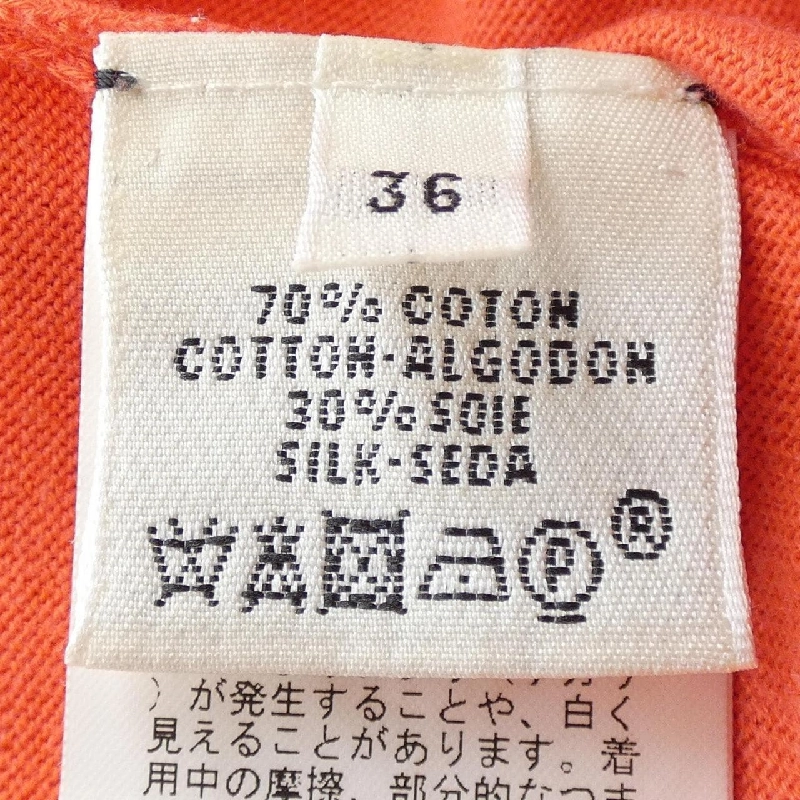 36
70% COTON
COTTON-ALGODON
30% SOIE
SILK-SEDA
P
®
）が発生することや、白く
見えることがあります。着
用中の摩擦、部分的なつま